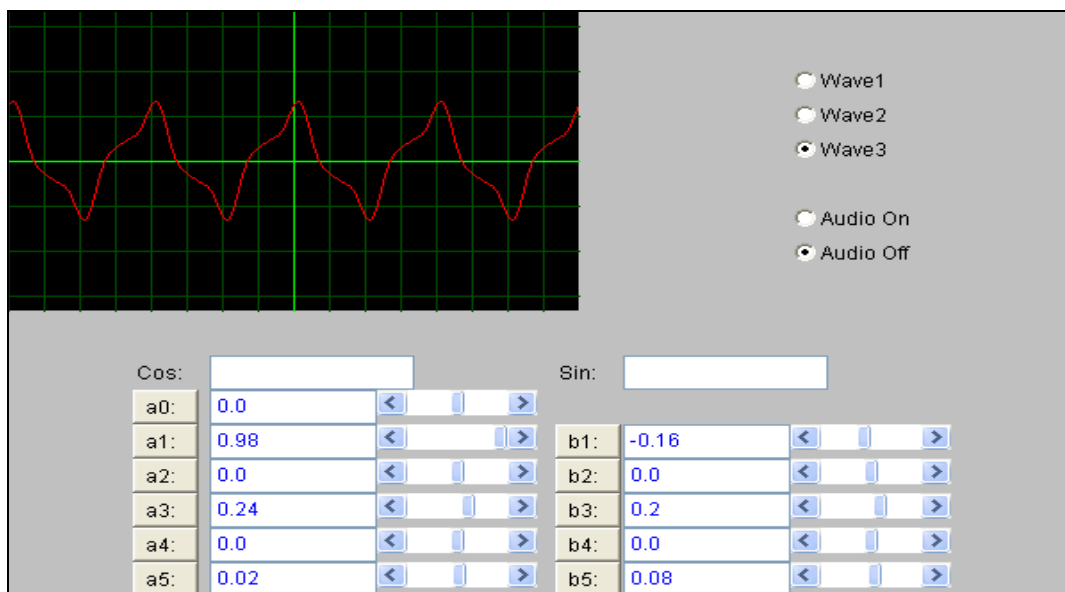 Wave1
Wave2
Wave3
Audio On
Audio Off
Cos: Sin:
a0: 0.0
a1: 0.98 b1: -0.16
a2: 0.0 b2: 0.0
a3: 0.24 b3: 0.2
a4: 0.0 b4: 0.0
a5: 0.02 b5: 0.08